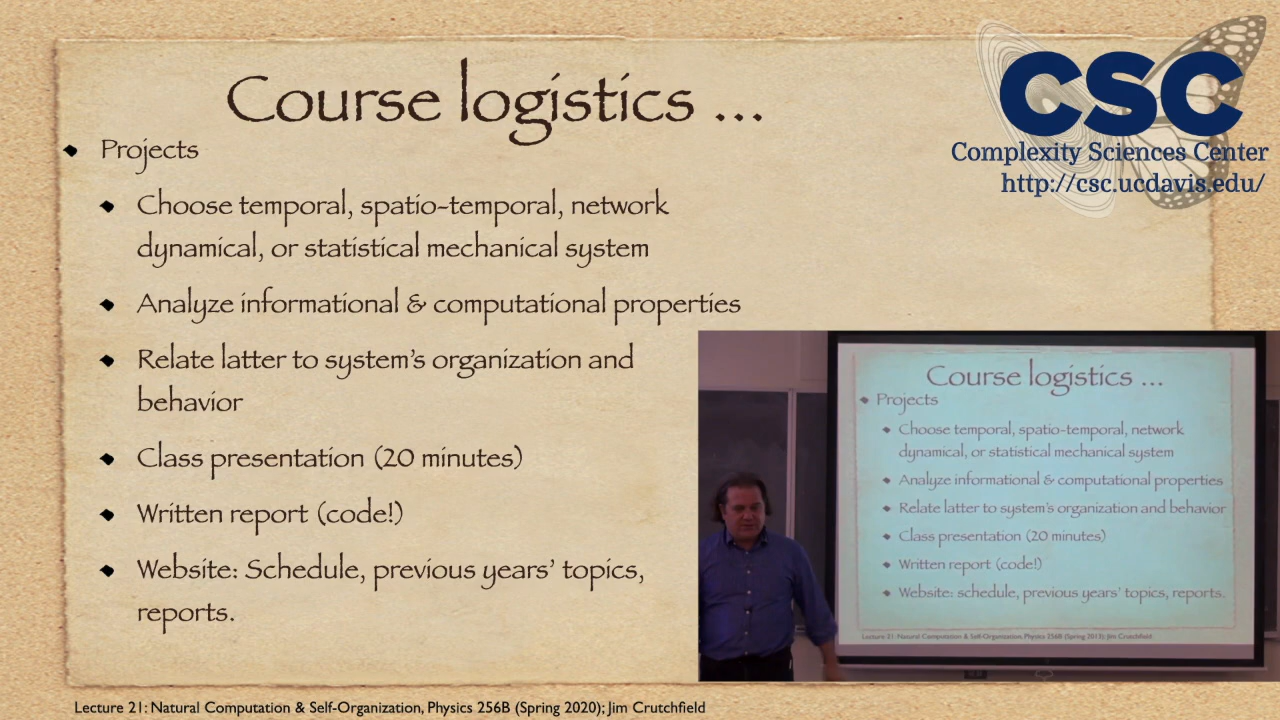 Course logistics ...
Projects
Choose temporal, spatio-temporal, network
dynamical, or statistical mechanical system
Analyze informational & computational properties
Relate latter to system's organization and
behavior
Class presentation (20 minutes)
Written report (code!)
Website: Schedule, previous years' topics,
reports.
Lecture 21: Natural Computation & Self-Organization, Physics 256B (Spring 2020); Jim Crutchfield
CSC
Complexity Sciences Center
http://csc.ucdavis.edu/
Course logistics ...
Projects
Choose temporal, spatio-temporal, network
dynamical, or statistical mechanical system
Analyze informational & computational properties
Relate latter to system's organization and behavior
Class presentation (20 minutes)
Written report (code!)
Website: schedule, previous years' topics, reports.
Lecture 21: Natural Computation & Self-Organization, Physics 256B (Spring 2013); Jim Crutchfield